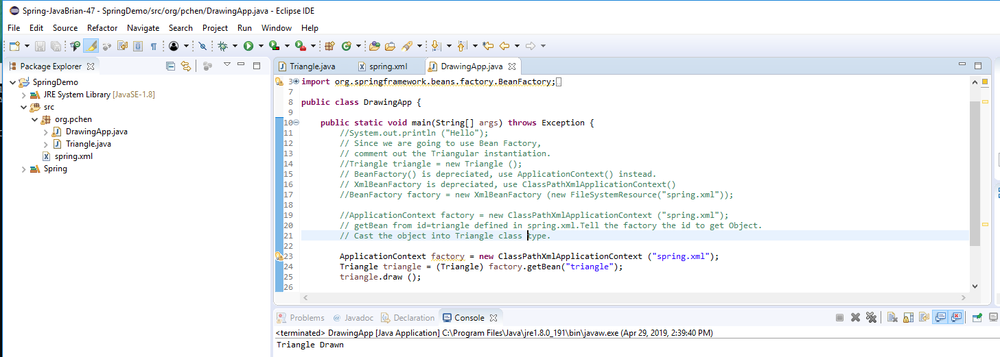 Spring-JavaBrian-47 - SpringDemo/src/org/pchen/DrawingApp.java - Eclipse IDE
File Edit Source Refactor Navigate Search Project Run Window Help
Package Explorer
SpringDemo
JRE System Library [JavaSE-1.8]
src
org.pchen
DrawingApp.java
Triangle.java
spring.xml
Spring
Triangle.java spring.xml DrawingApp.java
3 import org.springframework.beans.factory.BeanFactory;
7
8 public class DrawingApp {
9
10 public static void main(String[] args) throws Exception {
11 //System.out.println ("Hello");
12 // Since we are going to use Bean Factory,
13 // comment out the Triangular instantiation.
14 //Triangle triangle = new Triangle ();
15 // BeanFactory() is depreciated, use ApplicationContext() instead.
16 // XmlBeanFactory is depreciated, use ClassPathXmlApplicationContext()
17 //BeanFactory factory = new XmlBeanFactory (new FileSystemResource("spring.xml"));
18
19 //ApplicationContext factory = new ClassPathXmlApplicationContext ("spring.xml");
20 // getBean from id=triangle defined in spring.xml.Tell the factory the id to get Object.
21 // Cast the object into Triangle class type.
22
23 ApplicationContext factory = new ClassPathXmlApplicationContext ("spring.xml");
24 Triangle triangle = (Triangle) factory.getBean("triangle");
25 triangle.draw ();
26
Problems @ Javadoc Declaration Console
<terminated> DrawingApp [Java Application] C:\Program Files\Java\jre1.8.0_191\bin\javaw.exe (Apr 29, 2019, 2:39:40 PM)
Triangle Drawn